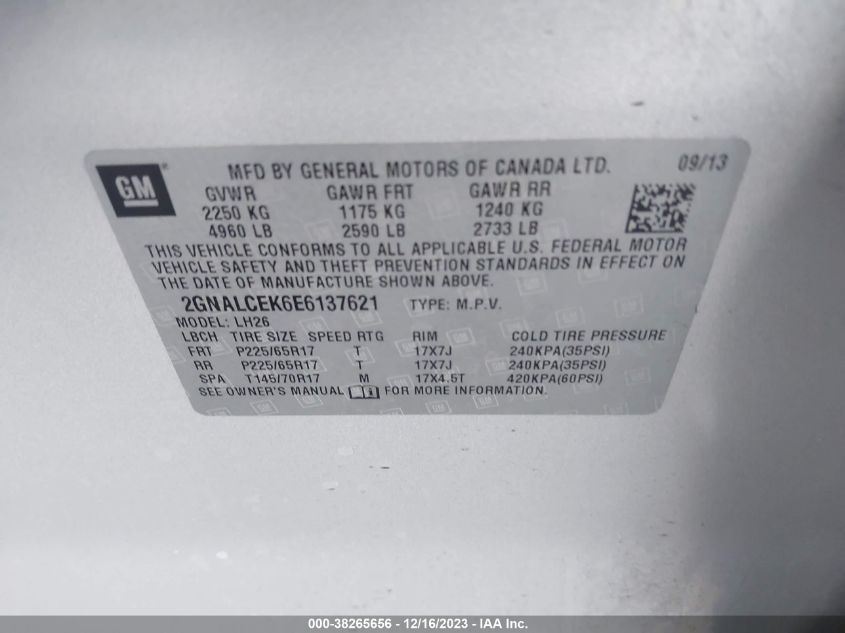 GM
MFD BY GENERAL MOTORS OF CANADA LTD. 09/13
GVWR GAWR FRT GAWR RR
2250 KG 1175 KG 1240 KG
4960 LB 2590 LB 2733 LB
THIS VEHICLE CONFORMS TO ALL APPLICABLE U.S. FEDERAL MOTOR
VEHICLE SAFETY AND THEFT PREVENTION STANDARDS IN EFFECT ON
THE DATE OF MANUFACTURE SHOWN ABOVE.
2GNALCEK6E6137621 TYPE: M.P.V.
MODEL: LH26
LBCH TIRE SIZE SPEED RTG RIM COLD TIRE PRESSURE
FRT P225/65R17 T 17X7J 240KPA(35PSI)
RR P225/65R17 T 17X7J 240KPA(35PSI)
SPA T145/70R17 M 17X4.5T 420KPA(60PSI)
SEE OWNER'S MANUAL FOR MORE INFORMATION.
000-38265656 - 12/16/2023 - IAA Inc.